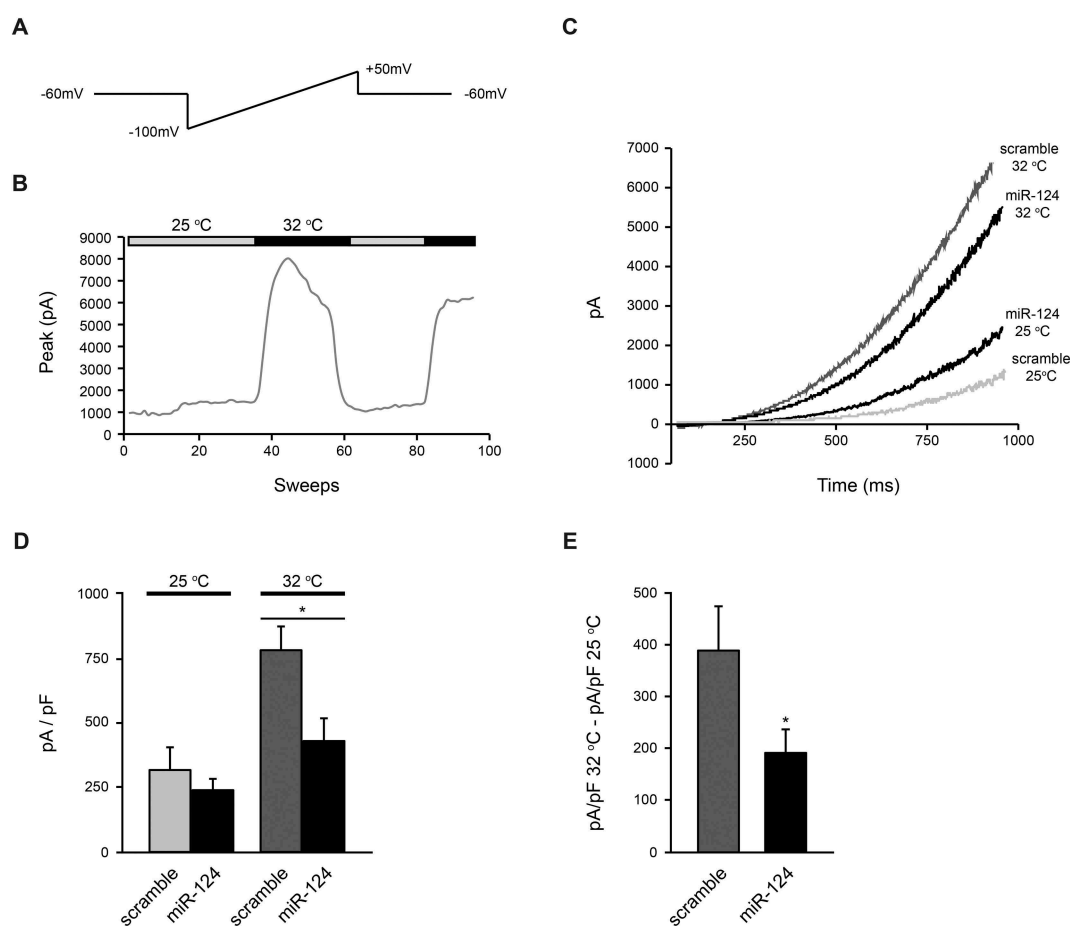 A
-60mV
-100mV
+50mV
-60mV
B
25 °C
32 °C
9000
8000
7000
6000
5000
4000
3000
2000
1000
0
Peak (pA)
0
20
40
60
80
100
Sweeps
C
7000
6000
5000
4000
3000
2000
1000
0
1000
pA
250
500
750
1000
Time (ms)
scramble
32 °C
miR-124
32 °C
miR-124
25 °C
scramble
25°C
D
25 °C
32 °C
*
1000
750
500
250
0
pA / pF
scramble
miR-124
scramble
miR-124
E
500
400
300
200
100
0
pA/pF 32 °C - pA/pF 25 °C
*
scramble
miR-124